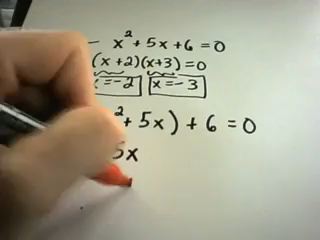 x² + 5x + 6 = 0
(x + 2)(x + 3) = 0
x = -2 x = -3
² + 5x) + 6 = 0
5x